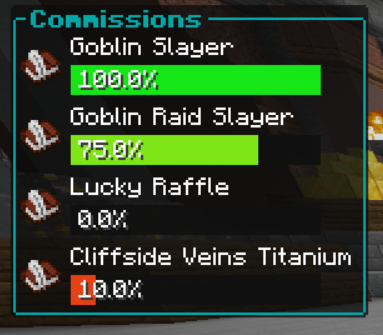 Commissions
Goblin Slayer
100.0%
Goblin Raid Slayer
75.0%
Lucky Raffle
0.0%
Cliffside Veins Titanium
10.0%